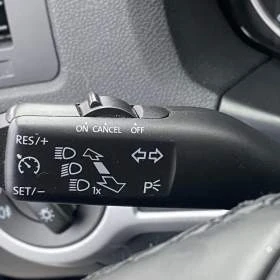 ON CANCEL OFF
RES/+
SET/-
1x
P